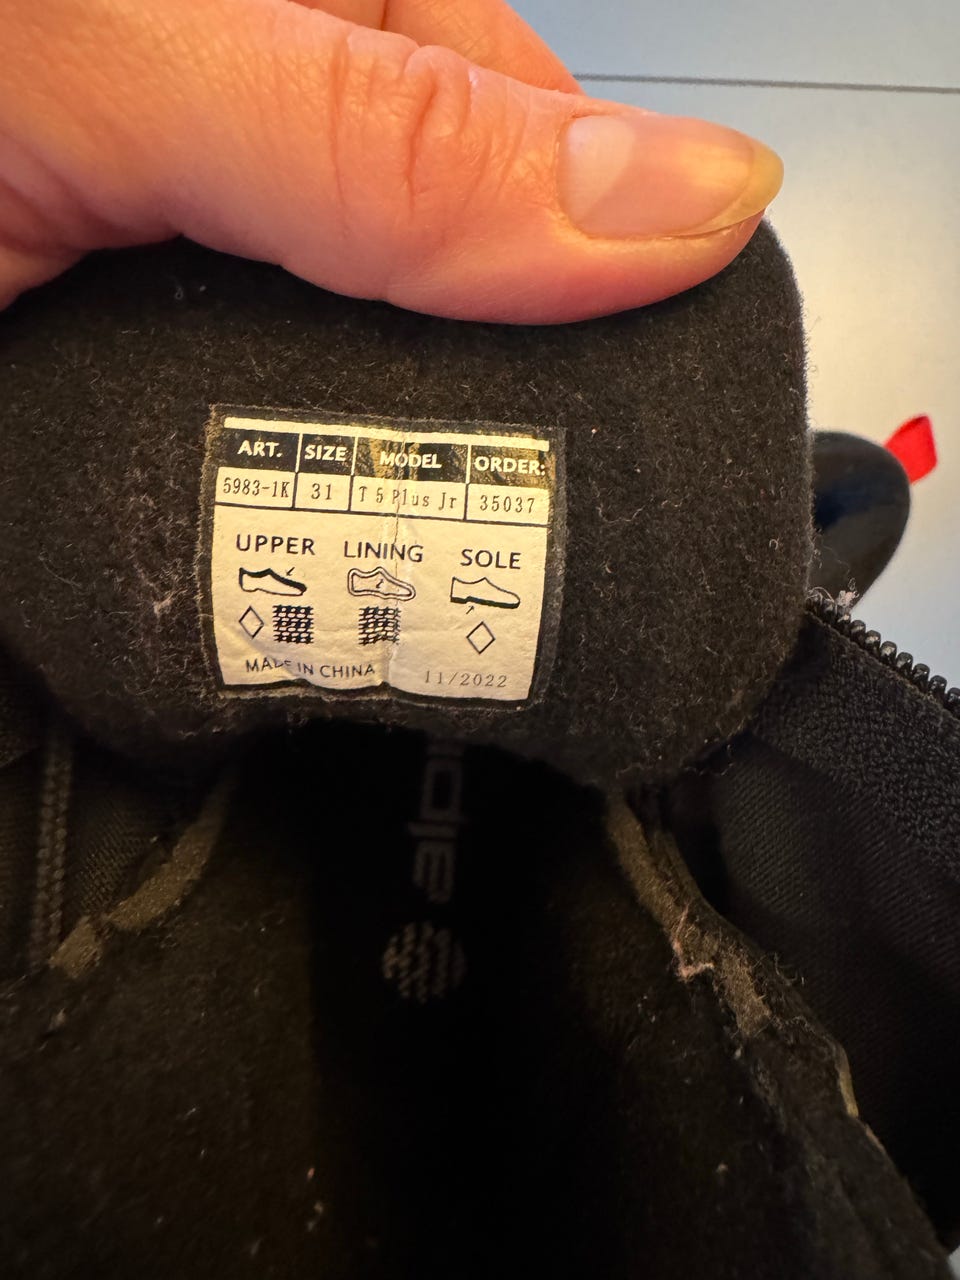 ART. SIZE MODEL ORDER:
5983-1K 31 T 5 Plus Jr 35037
UPPER LINING SOLE
MADE IN CHINA 11/2022